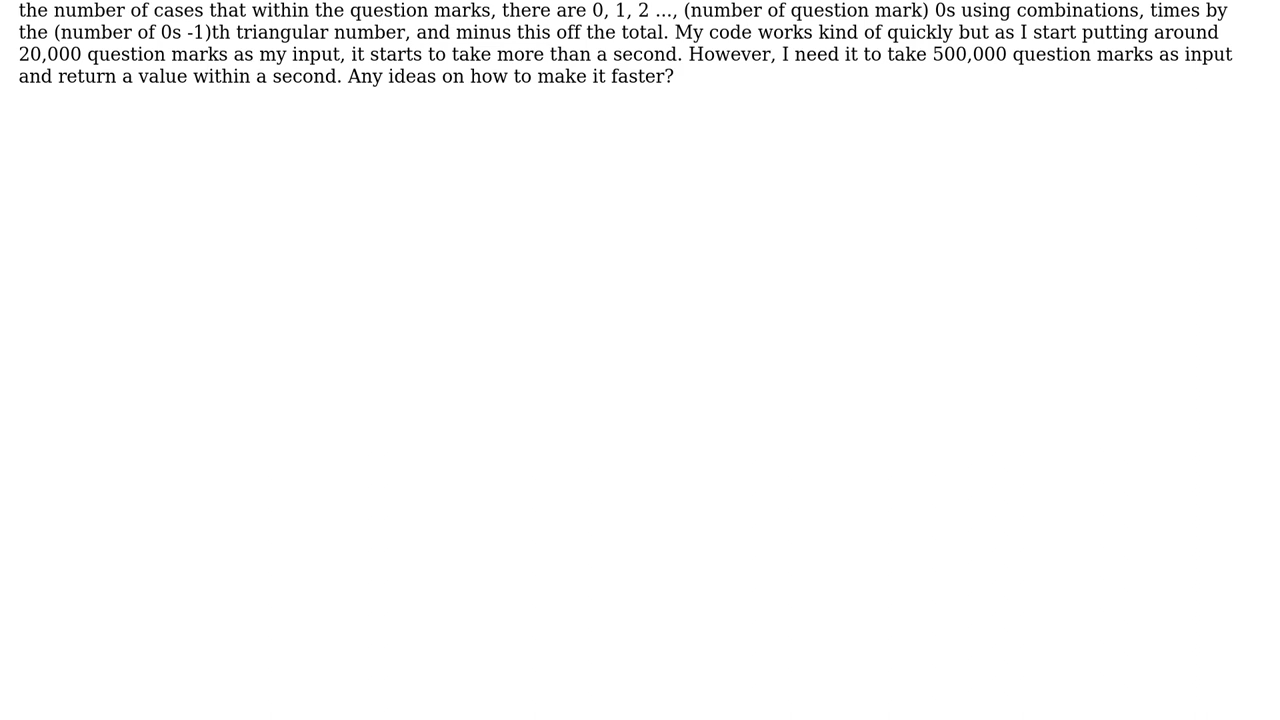 the number of cases that within the question marks, there are 0, 1, 2 ..., (number of question mark) 0s using combinations, times by
the (number of 0s -1)th triangular number, and minus this off the total. My code works kind of quickly but as I start putting around
20,000 question marks as my input, it starts to take more than a second. However, I need it to take 500,000 question marks as input
and return a value within a second. Any ideas on how to make it faster?